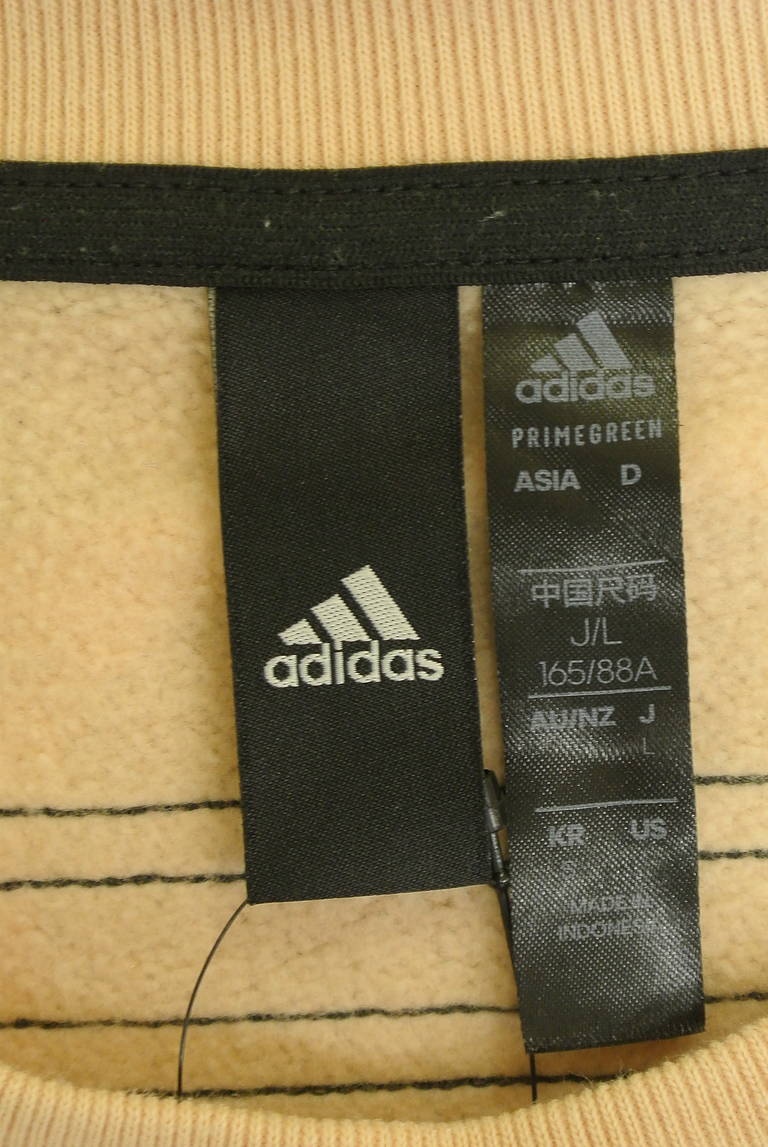 adidas
adidas
PRIMEGREEN
ASIA D
中国尺码
J/L
165/88A
AU/NZ J
L
KR US
S
MADE IN
INDONESIA